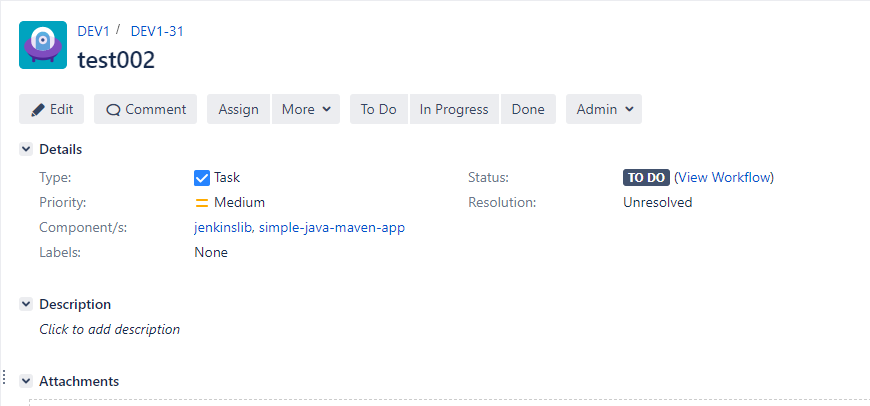 DEV1 / DEV1-31
test002
Edit Comment Assign More To Do In Progress Done Admin
Details
Type: Task Status: TO DO (View Workflow)
Priority: Medium Resolution: Unresolved
Component/s: jenkinslib, simple-java-maven-app
Labels: None
Description
Click to add description
Attachments